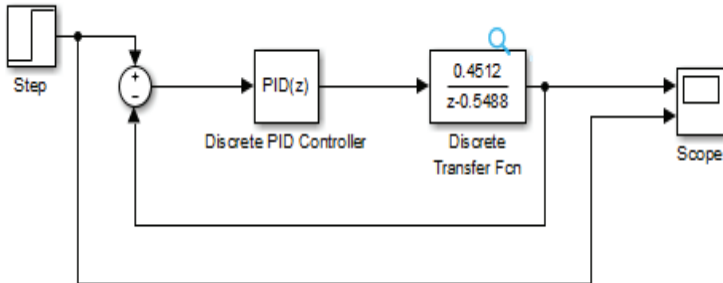 Step
+
−
PID(z)
Discrete PID Controller
0.4512
z-0.5488
Discrete
Transfer Fcn
Scope